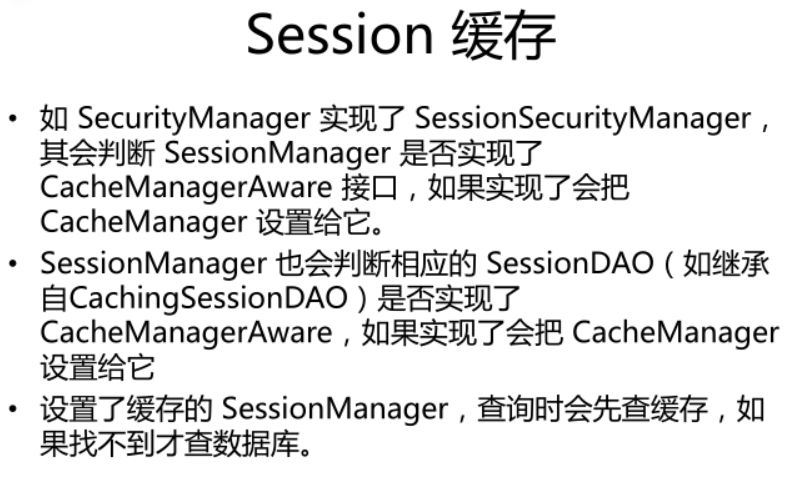 Session 缓存
• 如 SecurityManager 实现了 SessionSecurityManager，
其会判断 SessionManager 是否实现了
CacheManagerAware 接口，如果实现了会把
CacheManager 设置给它。
• SessionManager 也会判断相应的 SessionDAO（如继承
自CachingSessionDAO）是否实现了
CacheManagerAware，如果实现了会把 CacheManager
设置给它
• 设置了缓存的 SessionManager，查询时会先查缓存，如
果找不到才查数据库。